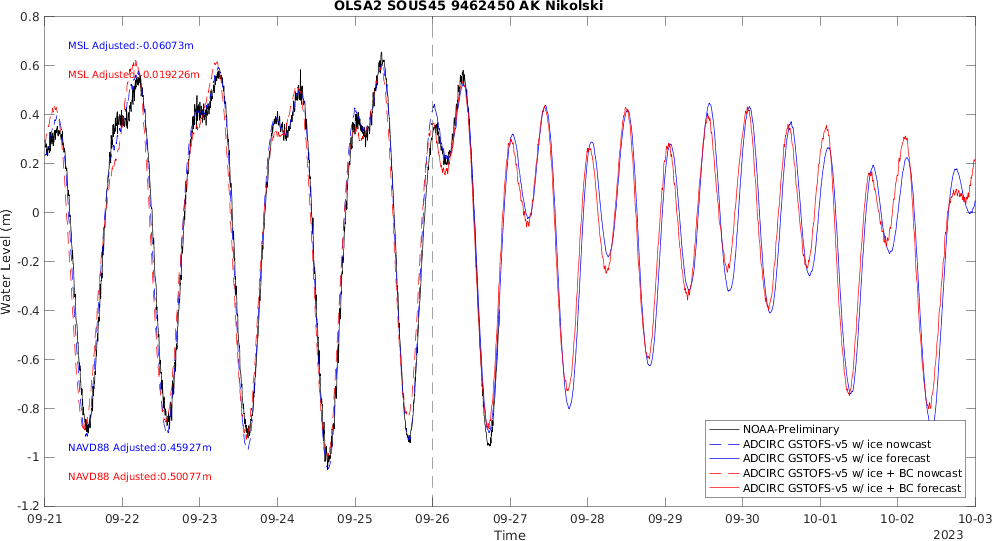 OLSA2 SOUS45 9462450 AK Nikolski
0.8
0.6
0.4
0.2
0
-0.2
-0.4
-0.6
-0.8
-1
-1.2
Water Level (m)
MSL Adjusted:-0.06073m
MSL Adjusted:-0.019226m
NAVD88 Adjusted:0.45927m
NAVD88 Adjusted:0.50077m
NOAA-Preliminary
ADCIRC GSTOFS-v5 w/ ice nowcast
ADCIRC GSTOFS-v5 w/ ice forecast
ADCIRC GSTOFS-v5 w/ ice + BC nowcast
ADCIRC GSTOFS-v5 w/ ice + BC forecast
09-21 09-22 09-23 09-24 09-25 09-26 09-27 09-28 09-29 09-30 10-01 10-02 10-03
Time
2023